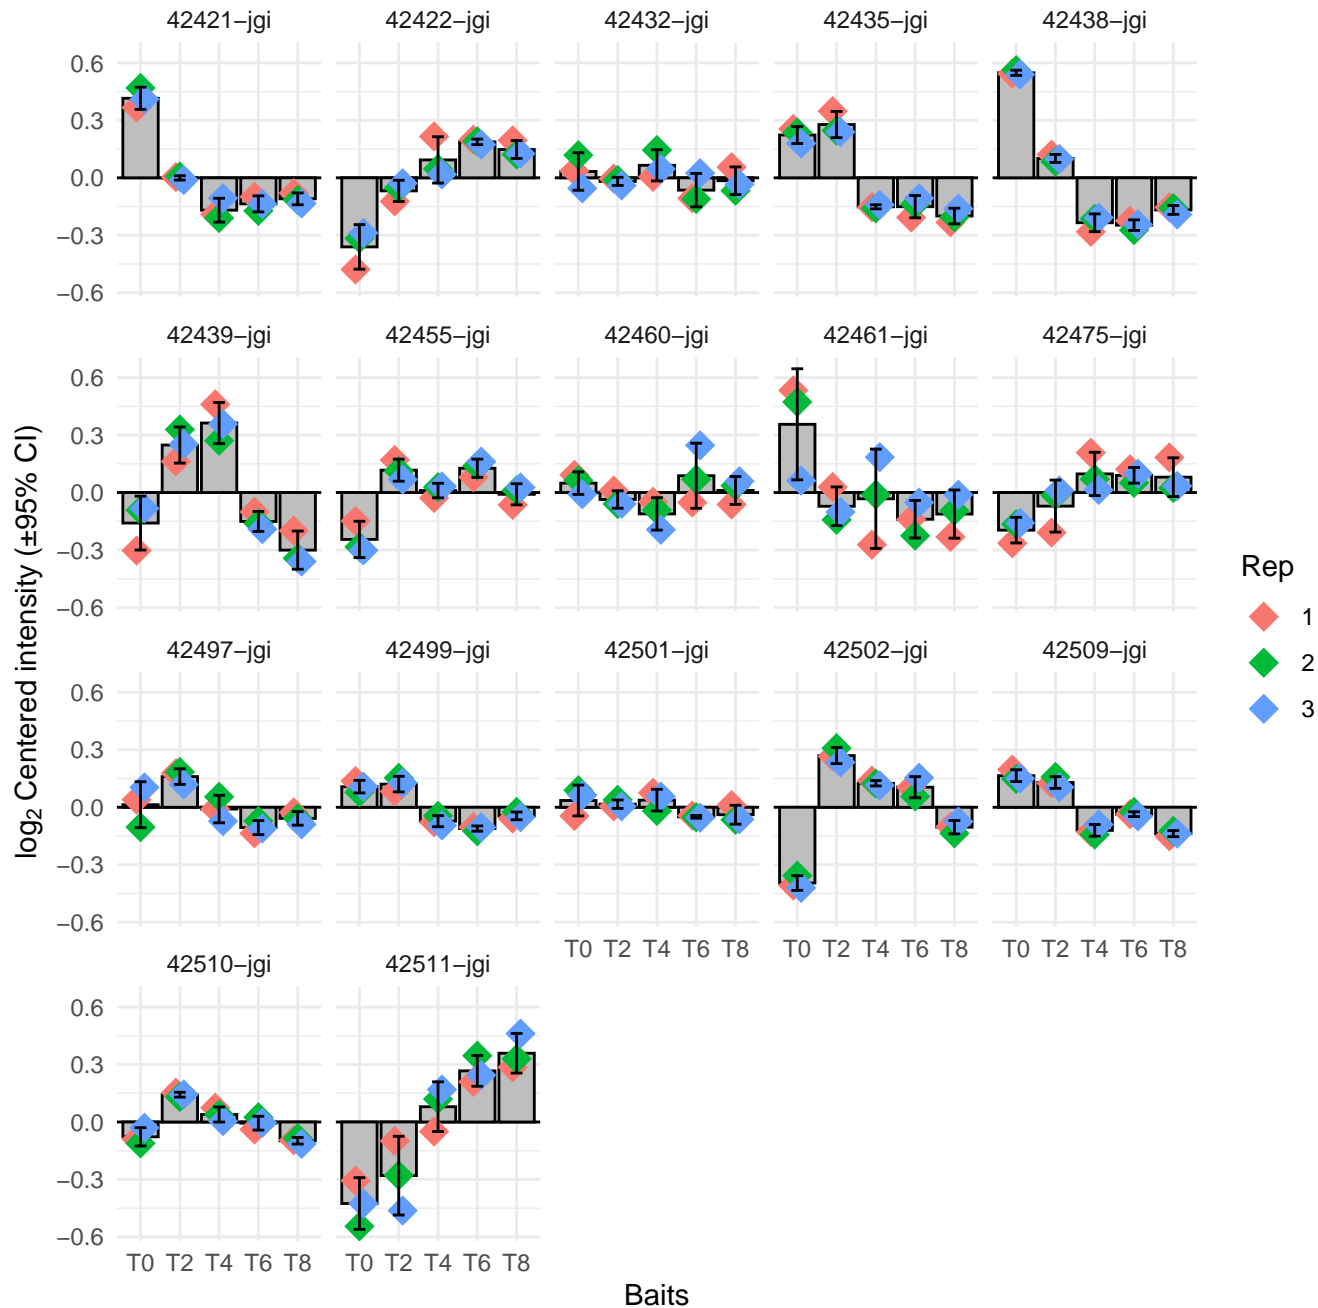 42421−jgi 42422−jgi 42432−jgi 42435−jgi 42438−jgi
0.6
0.3
0.0
−0.3
−0.6
42439−jgi 42455−jgi 42460−jgi 42461−jgi 42475−jgi
0.6
0.3
0.0
−0.3
−0.6
42497−jgi 42499−jgi 42501−jgi 42502−jgi 42509−jgi
0.6
0.3
0.0
−0.3
−0.6
T0 T2 T4 T6 T8 T0 T2 T4 T6 T8 T0 T2 T4 T6 T8
42510−jgi 42511−jgi
0.6
0.3
0.0
−0.3
−0.6
T0 T2 T4 T6 T8 T0 T2 T4 T6 T8
Baits
log₂ Centered intensity (±95% CI)
Rep
1
2
3